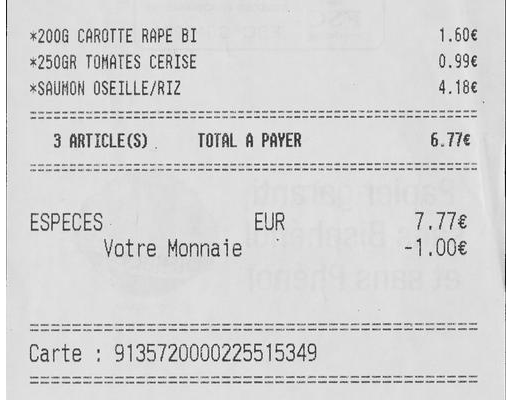 *200G CAROTTE RAPE BI 1.60€
*250GR TOMATES CERISE 0.99€
*SAUMON OSEILLE/RIZ 4.18€
3 ARTICLE(S) TOTAL A PAYER 6.77€
ESPECES EUR 7.77€
Votre Monnaie -1.00€
Carte : 9135720000225515349